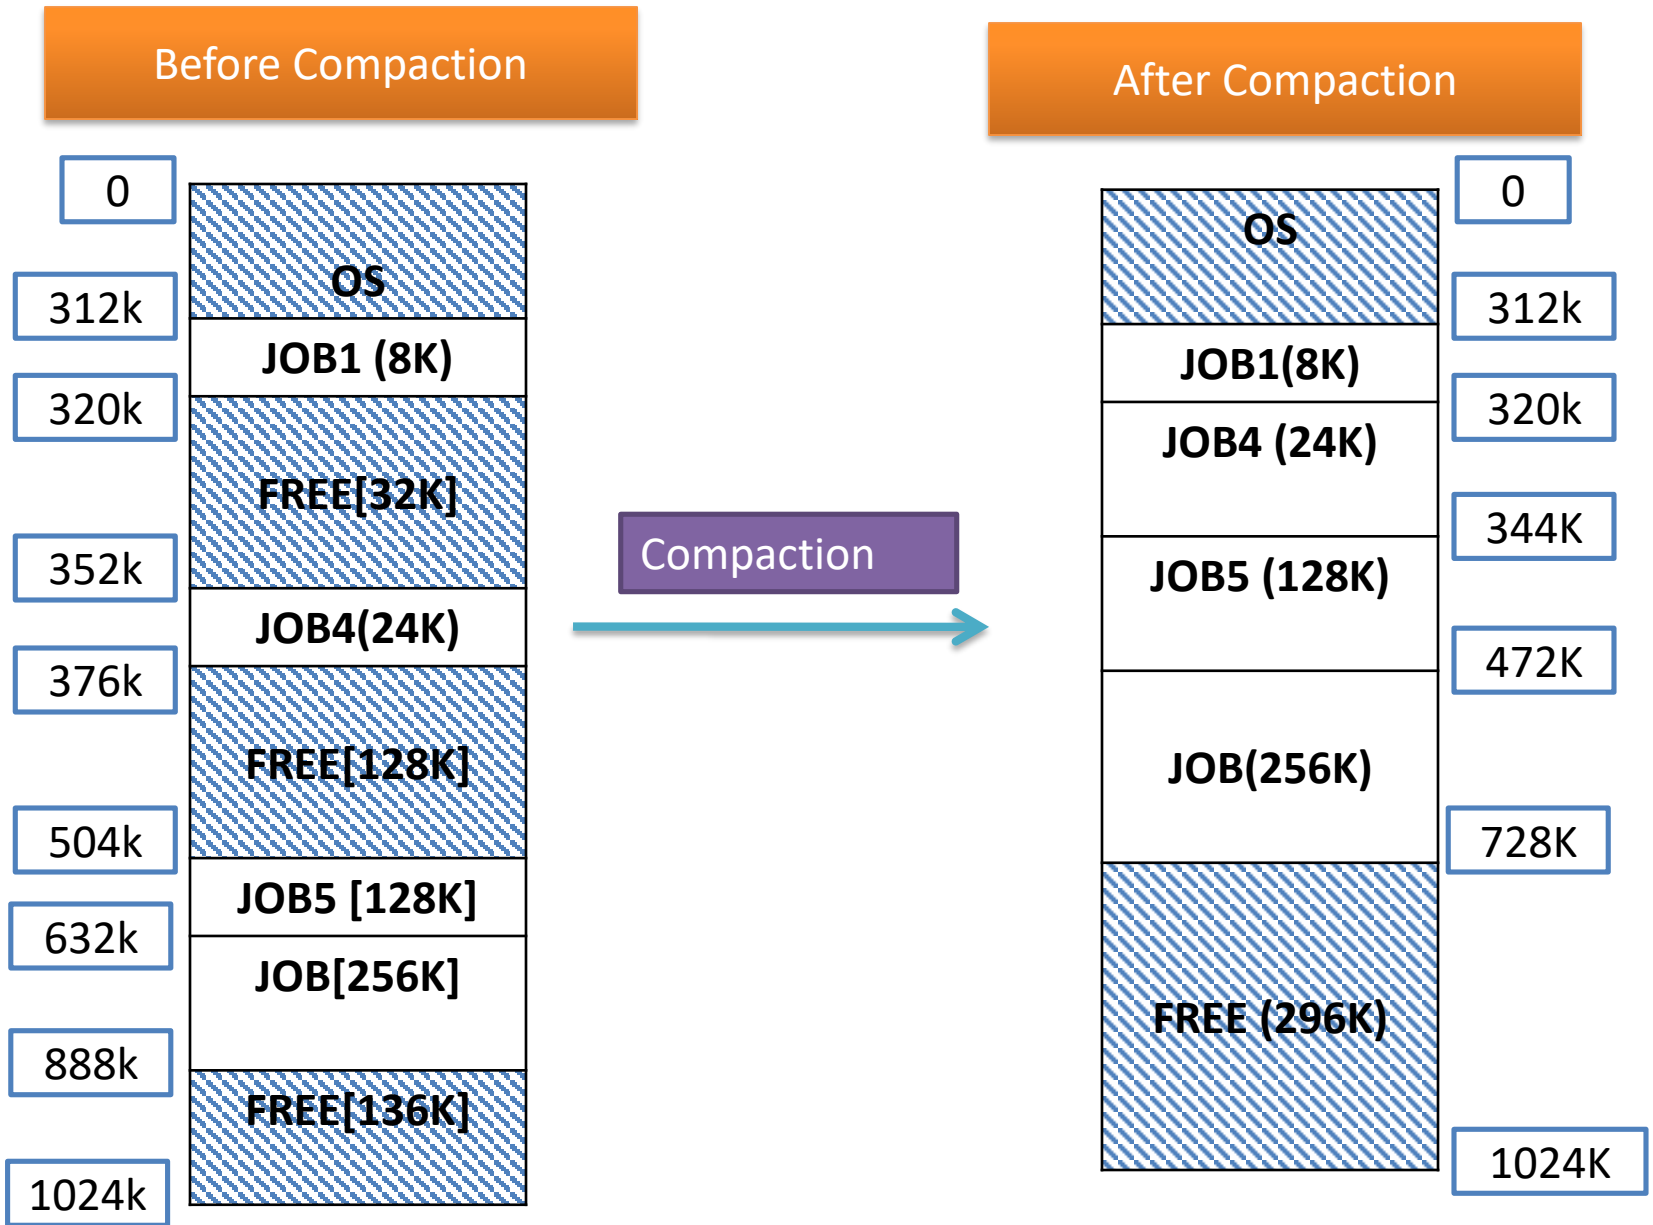 Before Compaction
0
OS
312k
JOB1 (8K)
320k
FREE[32K]
352k
JOB4(24K)
376k
FREE[128K]
504k
JOB5 [128K]
632k
JOB[256K]
888k
FREE[136K]
1024k
Compaction
After Compaction
0
OS
312k
JOB1(8K)
320k
JOB4 (24K)
344K
JOB5 (128K)
472K
JOB(256K)
728K
FREE (296K)
1024K